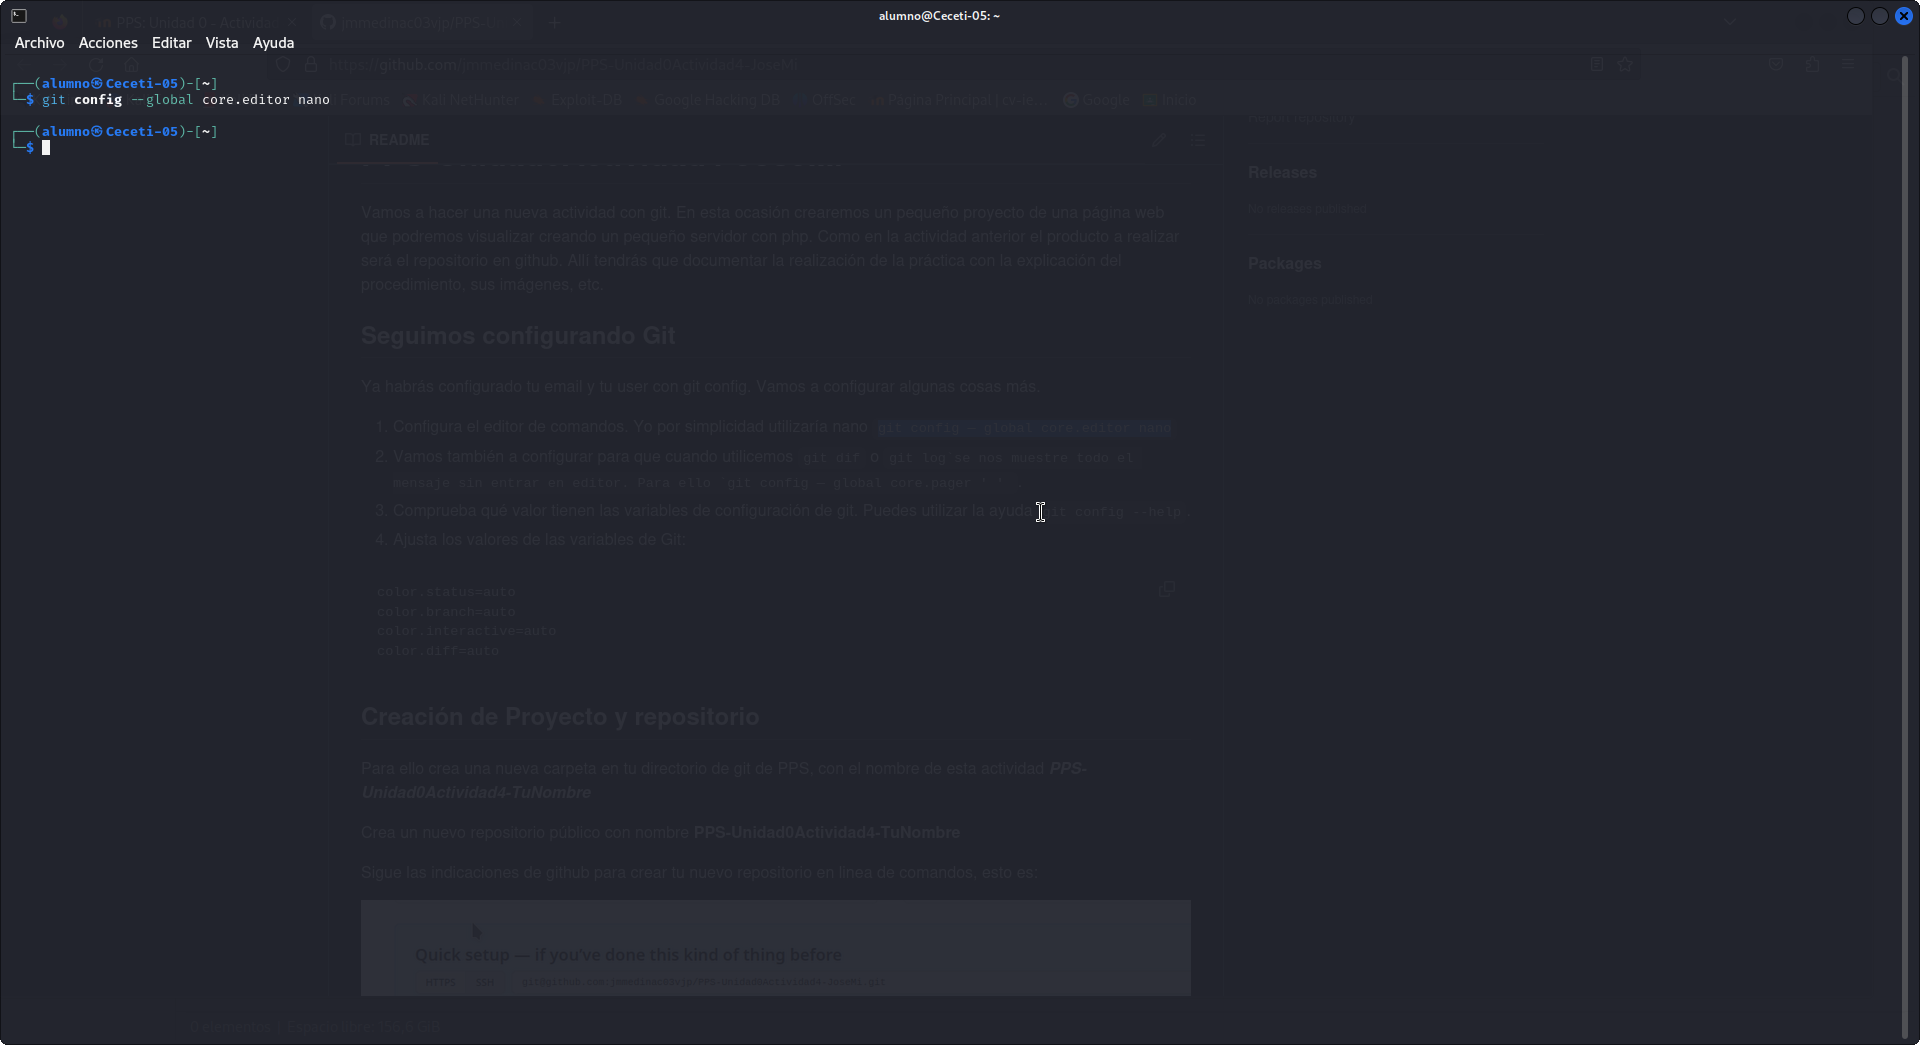 alumno@Ceceti-05: ~
Archivo Acciones Editar Vista Ayuda
PPS: Unidad 0 - Activida
jmmedinac03vjp/PPS-U
https://github.com/jmmedinac03vjp/PPS-Unidad0Actividad4-JoseMi
Forums Kali NetHunter Exploit-DB Google Hacking DB OffSec Pagina Principal | cv-re ... Google Inicio
┌──(alumno㉿Ceceti-05)-[~]
└─$ git config --global core.editor nano
┌──(alumno㉿Ceceti-05)-[~]
└─$
README
Report repository
Releases
No releases published
Packages
No packages published
Vamos a hacer una nueva actividad con git. En esta ocasión crearemos un pequeño proyecto de una página web
que podremos visualizar creando un pequeño servidor con php. Como en la actividad anterior el producto a realizar
será el repositorio en github. Allí tendrás que documentar la realización de la práctica con la explicación del
procedimiento, sus imágenes, etc.
Seguimos configurando Git
Ya habrás configurado tu email y tu user con git config. Vamos a configurar algunas cosas más.
1. Configura el editor de comandos. Yo por simplicidad utilizaría nano git config — global core.editor nano
2. Vamos también a configurar para que cuando utilicemos git dif o git log se nos muestre todo el
mensaje sin entrar en editor. Para ello git config — global core.pager.
3. Comprueba qué valor tienen las variables de configuración de git. Puedes utilizar la ayuda git config --help.
4. Ajusta los valores de las variables de Git:
color.status=auto
color.branch=auto
color.interactive=auto
color.diff=auto
Creación de Proyecto y repositorio
Para ello crea una nueva carpeta en tu directorio de git de PPS, con el nombre de esta actividad PPS-
Unidad0Actividad4-TuNombre
Crea un nuevo repositorio público con nombre PPS-Unidad0Actividad4-TuNombre
Sigue las indicaciones de github para crear tu nuevo repositorio en linea de comandos, esto es:
Quick setup — if you've done this kind of thing before
HTTPS SSH git@github.com:jmmedinac03vjp/PPS-Unidad0Actividad4-JoseMi.git
0 elementos | Espacio libre: